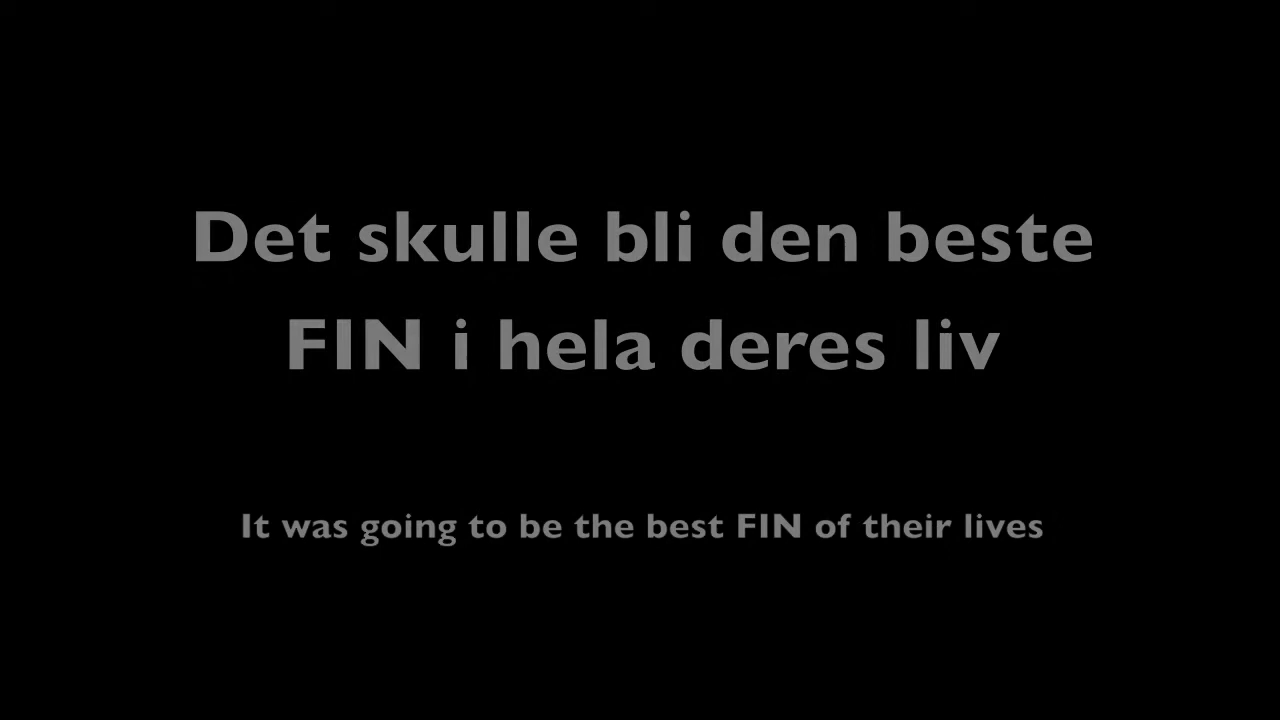 Det skulle bli den beste
FIN i hela deres liv
It was going to be the best FIN of their lives